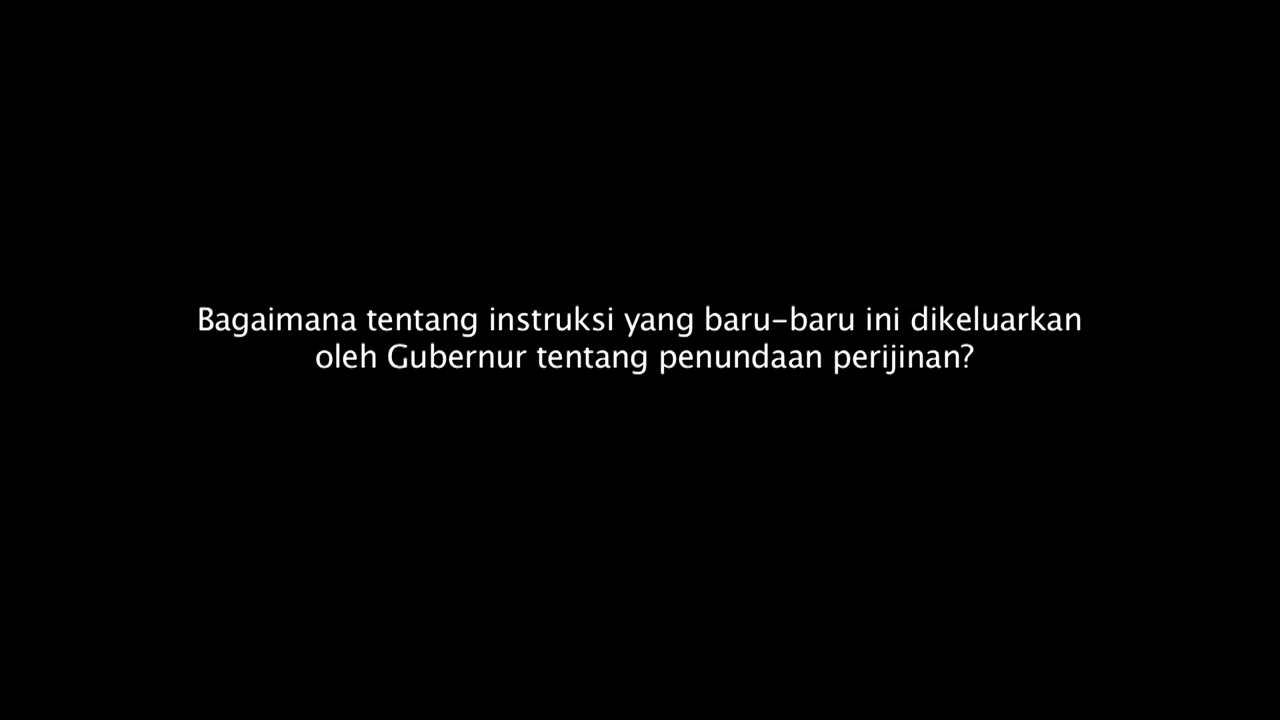 Bagaimana tentang instruksi yang baru-baru ini dikeluarkan
oleh Gubernur tentang penundaan perijinan?